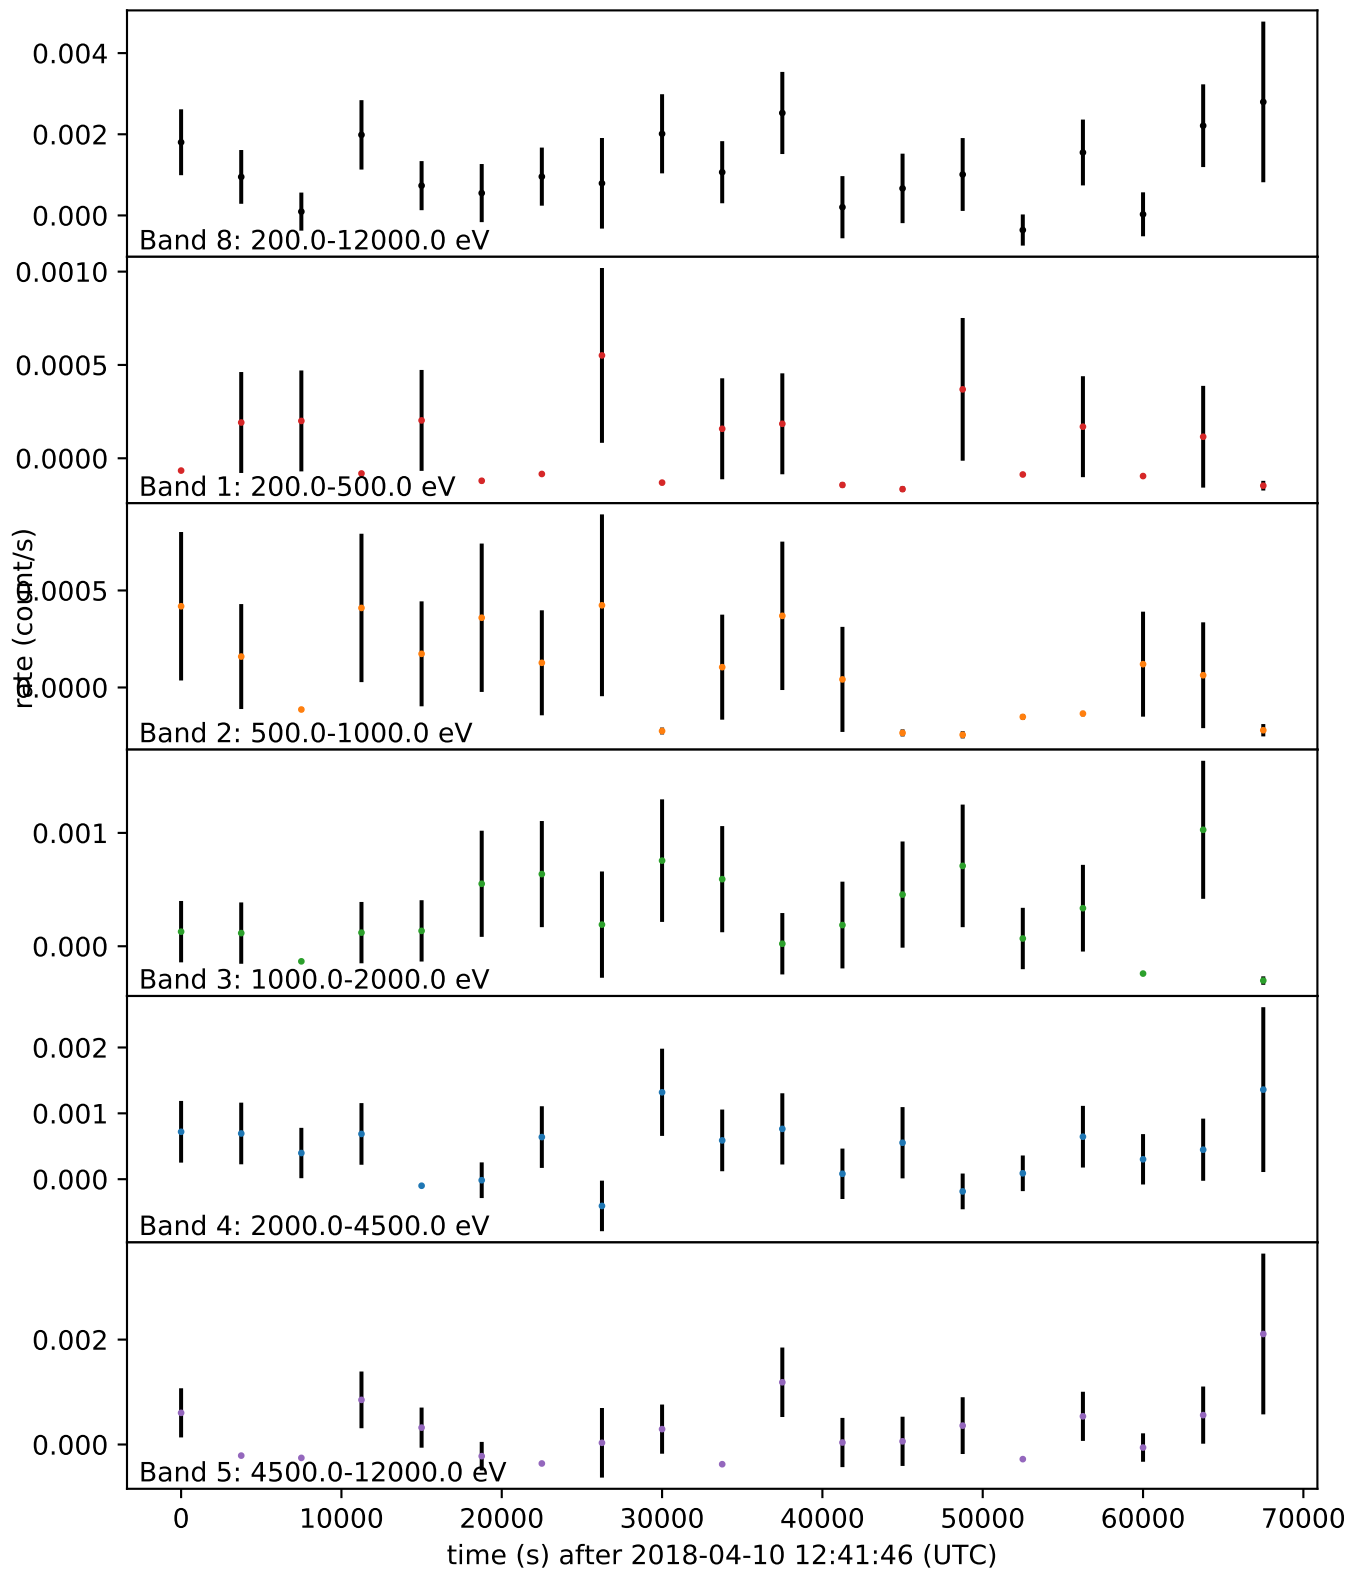 0.004
0.002
0.000
Band 8: 200.0-12000.0 eV
0.0010
0.0005
0.0000
Band 1: 200.0-500.0 eV
rate (count/s)
0.0005
0.0000
Band 2: 500.0-1000.0 eV
0.001
0.000
Band 3: 1000.0-2000.0 eV
0.002
0.001
0.000
Band 4: 2000.0-4500.0 eV
0.002
0.000
Band 5: 4500.0-12000.0 eV
0 10000 20000 30000 40000 50000 60000 70000
time (s) after 2018-04-10 12:41:46 (UTC)